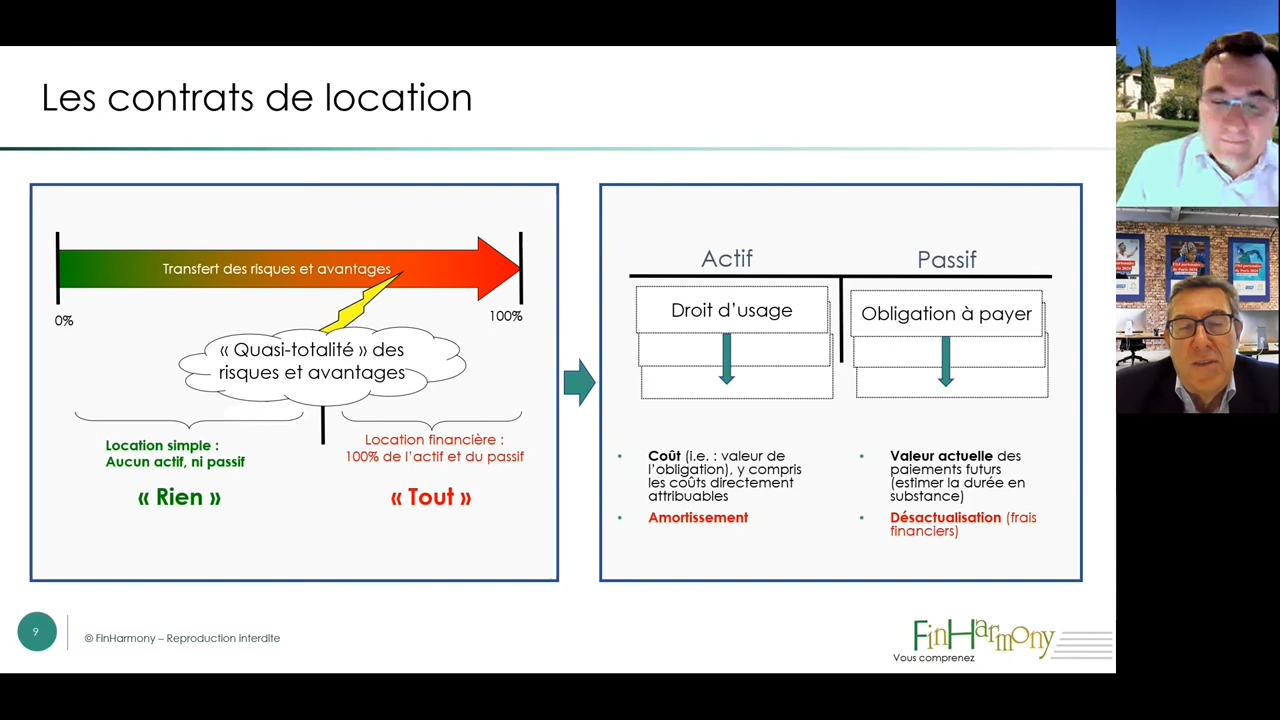 Les contrats de location
Transfert des risques et avantages
0%
100%
« Quasi-totalité » des
risques et avantages
Location simple :
Aucun actif, ni passif
« Rien »
Location financière :
100% de l'actif et du passif
« Tout »
Actif
Passif
Droit d'usage
Obligation à payer
• Coût (i.e. : valeur de
l'obligation), y compris
les coûts directement
attribuables
• Amortissement
• Valeur actuelle des
paiements futurs
(estimer la durée en
substance)
• Désactualisation (frais
financiers)
9
© FinHarmony – Reproduction interdite
FinHarmony
Vous comprenez